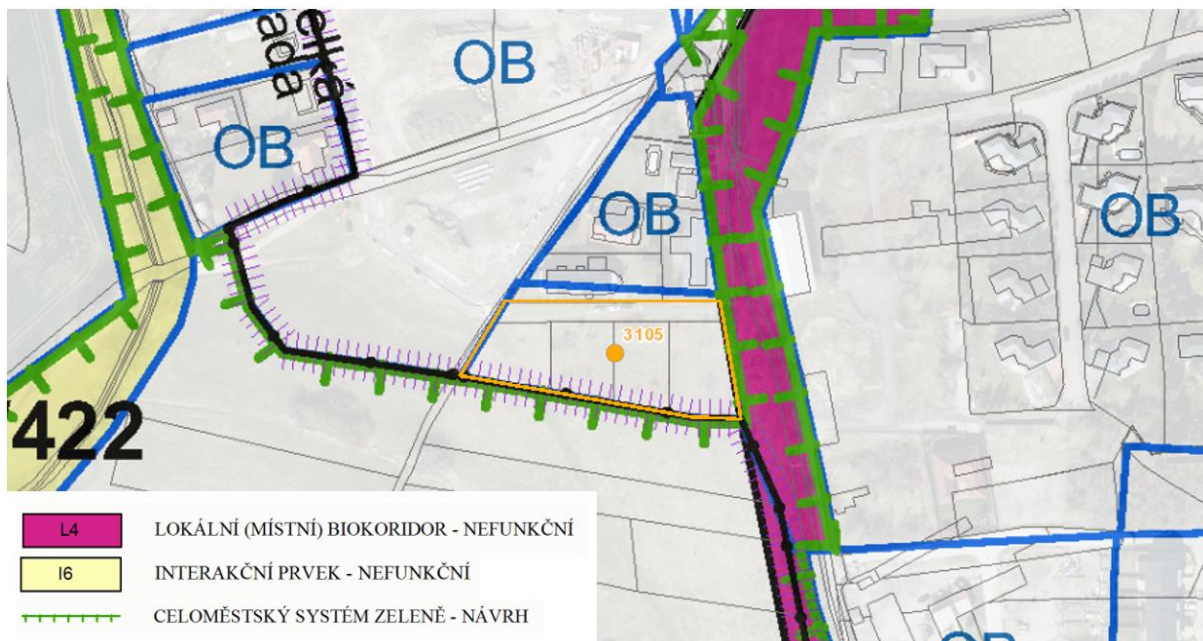 OB
OB
OB
OB
3105
422
L4 LOKÁLNÍ (MÍSTNÍ) BIOKORIDOR - NEFUNKČNÍ
I6 INTERAKČNÍ PRVEK - NEFUNKČNÍ
CELOMĚSTSKÝ SYSTÉM ZELENĚ - NÁVRH